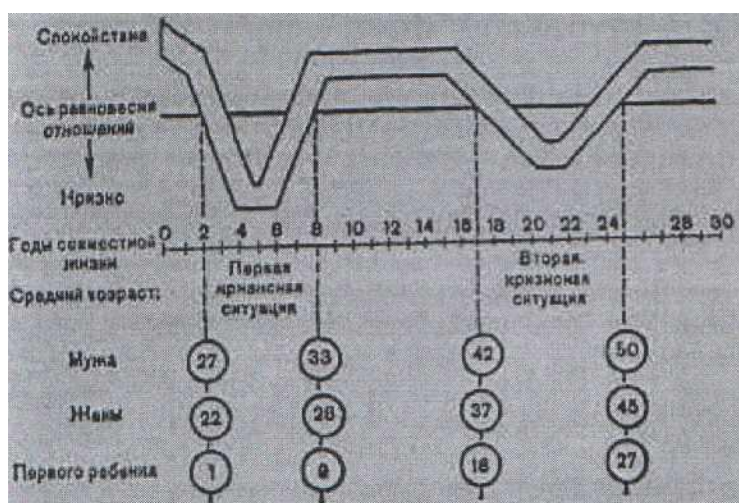 Спокойствие
Ось равновесия
отношений
Кризис
0 2 4 6 8 10 12 14 16 18 20 22 24 28 30
Годы совместной
жизни
Первая
кризисная
ситуация
Вторая
кризисная
ситуация
Средний возраст:
Мужа 27 33 42 50
Жены 22 28 37 45
Первого ребенка 1 9 18 27